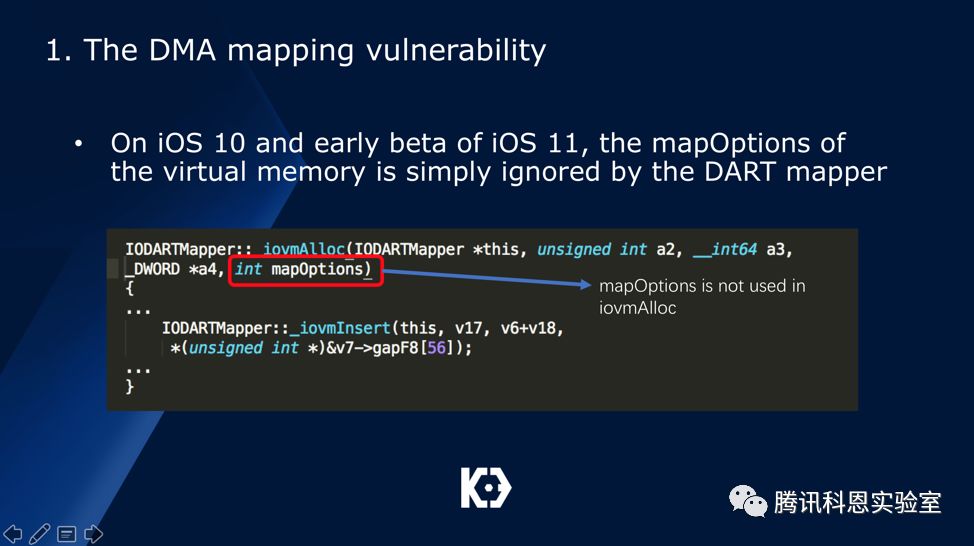 1. The DMA mapping vulnerability
• On iOS 10 and early beta of iOS 11, the mapOptions of
the virtual memory is simply ignored by the DART mapper
IODARTMapper::_iovmAlloc(IODARTMapper *this, unsigned int a2, __int64 a3,
_DWORD *a4, int mapOptions)
{
...
IODARTMapper::_iovmInsert(this, v17, v6+v18,
*(unsigned int *)&v7->gapF8[56]);
...
}
mapOptions is not used in
iovmAlloc
腾讯科恩实验室